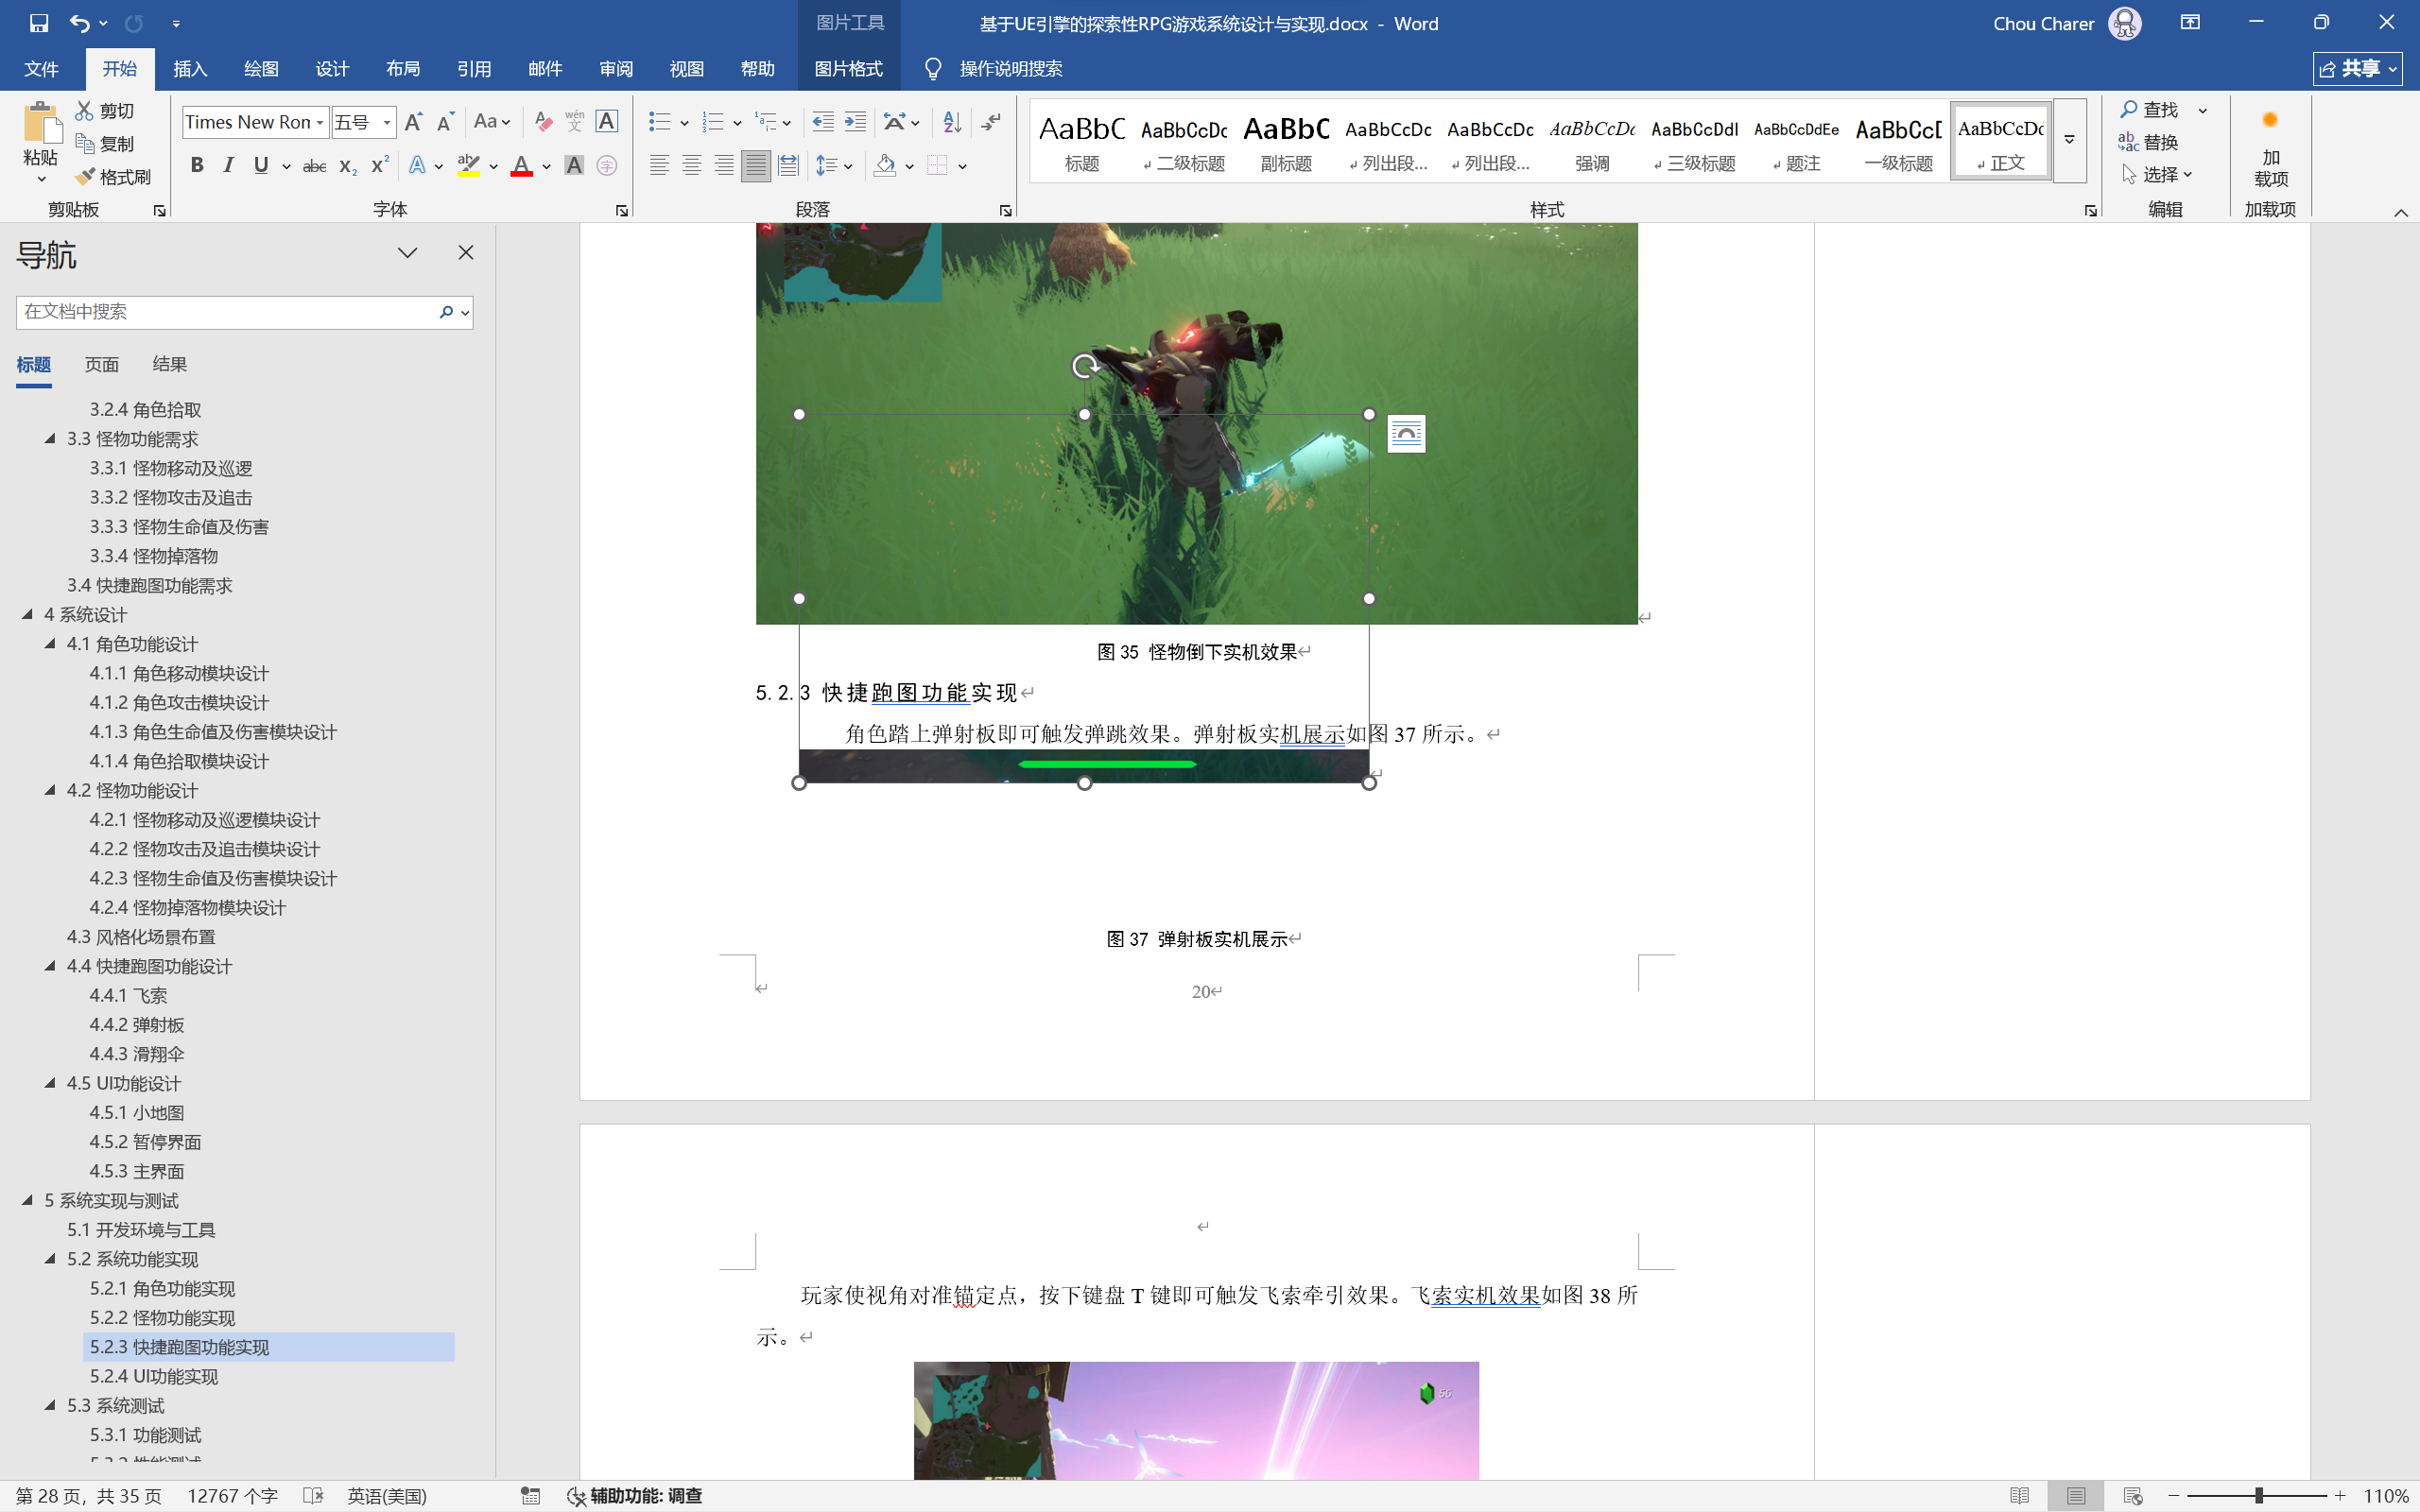 图片工具
基于UE引擎的探索性RPG游戏系统设计与实现.docx - Word
Chou Charer
文件 开始 插入 绘图 设计 布局 引用 邮件 审阅 视图 帮助 图片格式 操作说明搜索 共享
粘贴
剪切
复制
格式刷
剪贴板
Times New Ron 五号
字体
段落
AaBbC AaBbCcDc AaBbC AaBbCcDc AaBbCcDc AaBbCcDc AaBbCcDdI AaBbCcDdEe AaBbCcD AaBbCcDc
标题 二级标题 副标题 列出段... 列出段... 强调 三级标题 题注 一级标题 正文
样式
查找
替换
选择
编辑
加
载项
加载项
导航
在文档中搜索
标题 页面 结果
3.2.4 角色拾取
3.3 怪物功能需求
3.3.1 怪物移动及巡逻
3.3.2 怪物攻击及追击
3.3.3 怪物生命值及伤害
3.3.4 怪物掉落物
3.4 快捷跑图功能需求
4 系统设计
4.1 角色功能设计
4.1.1 角色移动模块设计
4.1.2 角色攻击模块设计
4.1.3 角色生命值及伤害模块设计
4.1.4 角色拾取模块设计
4.2 怪物功能设计
4.2.1 怪物移动及巡逻模块设计
4.2.2 怪物攻击及追击模块设计
4.2.3 怪物生命值及伤害模块设计
4.2.4 怪物掉落物模块设计
4.3 风格化场景布置
4.4 快捷跑图功能设计
4.4.1 飞索
4.4.2 弹射板
4.4.3 滑翔伞
4.5 UI功能设计
4.5.1 小地图
4.5.2 暂停界面
4.5.3 主界面
5 系统实现与测试
5.1 开发环境与工具
5.2 系统功能实现
5.2.1 角色功能实现
5.2.2 怪物功能实现
5.2.3 快捷跑图功能实现
5.2.4 UI功能实现
5.3 系统测试
5.3.1 功能测试
图 35 怪物倒下实机效果
5.2.3 快捷跑图功能实现
角色踏上弹射板即可触发弹跳效果。弹射板实机展示如图 37 所示。
图 37 弹射板实机展示
20
玩家使视角对准锚定点，按下键盘 T 键即可触发飞索牵引效果。飞索实机效果如图 38 所
示。
56
第 28 页，共 35 页 12767 个字 英语(美国) 辅助功能: 调查 110%